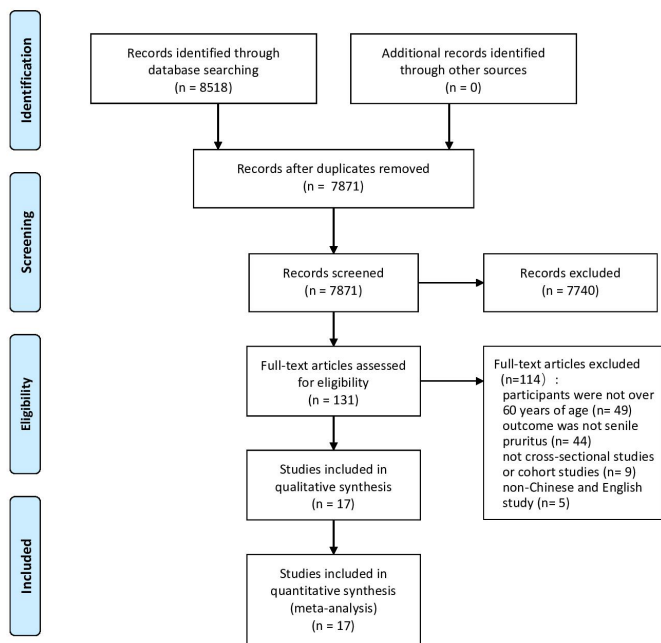 Identification
Records identified through
database searching
(n = 8518)
Additional records identified
through other sources
(n = 0)
Records after duplicates removed
(n = 7871)
Screening
Records screened
(n = 7871)
Records excluded
(n = 7740)
Eligibility
Full-text articles assessed
for eligibility
(n = 131)
Full-text articles excluded
(n=114）:
participants were not over
60 years of age (n= 49)
outcome was not senile
pruritus (n= 44)
not cross-sectional studies
or cohort studies (n= 9)
non-Chinese and English
study (n= 5)
Studies included in
qualitative synthesis
(n = 17)
Included
Studies included in
quantitative synthesis
(meta-analysis)
(n = 17)